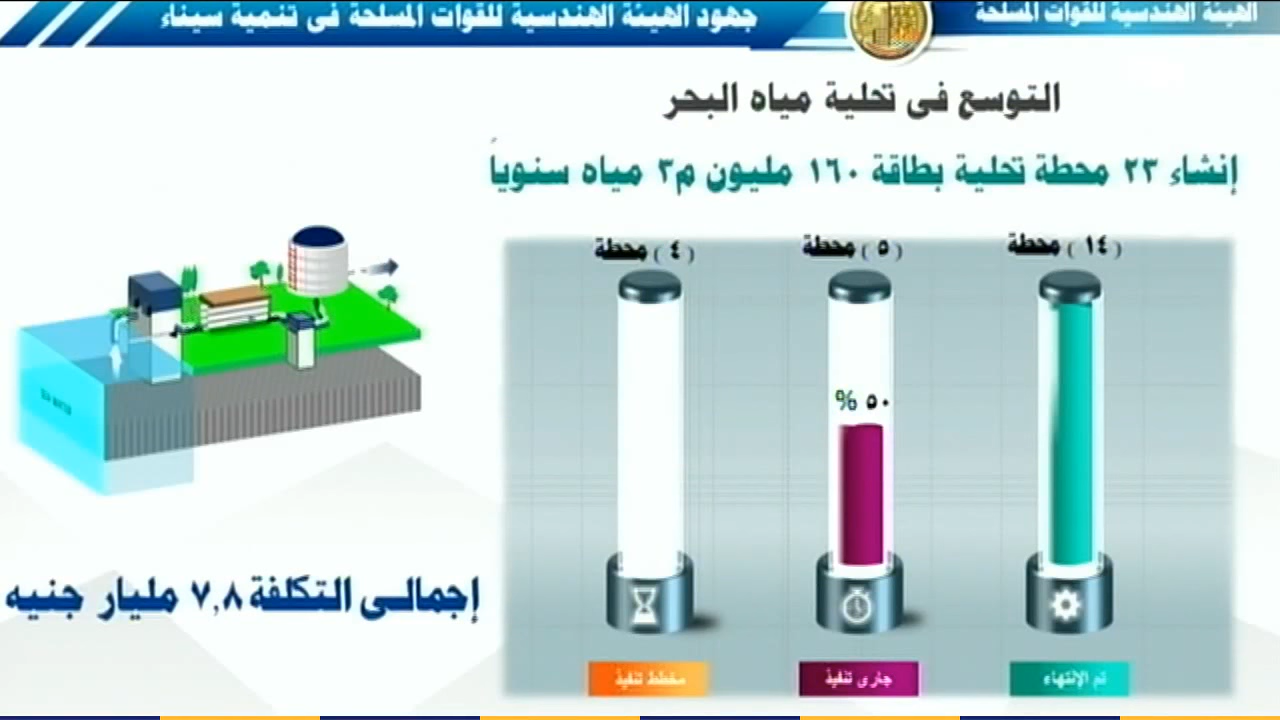 الهيئة الهندسية للقوات المسلحة
جهود الهيئة الهندسية للقوات المسلحة فى تنمية سيناء
التوسع فى تحلية مياه البحر
إنشاء ٢٣ محطة تحلية بطاقة ١٦٠ مليون م٣ مياه سنوياً
( ١٤ ) محطة
( ٥ ) محطة
( ٤ ) محطة
٥٠ %
تم الإنتهاء
جارى تنفيذ
مخطط تنفيذ
إجمالى التكلفة ٧,٨ مليار جنيه